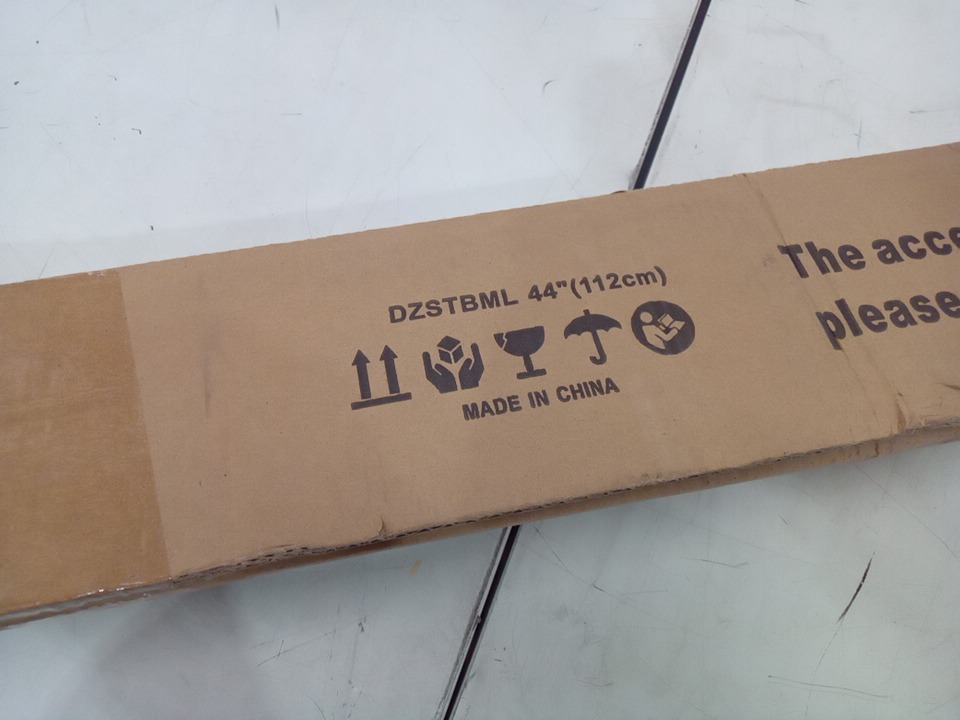 DZSTBML 44"(112cm)
MADE IN CHINA
The acce
please